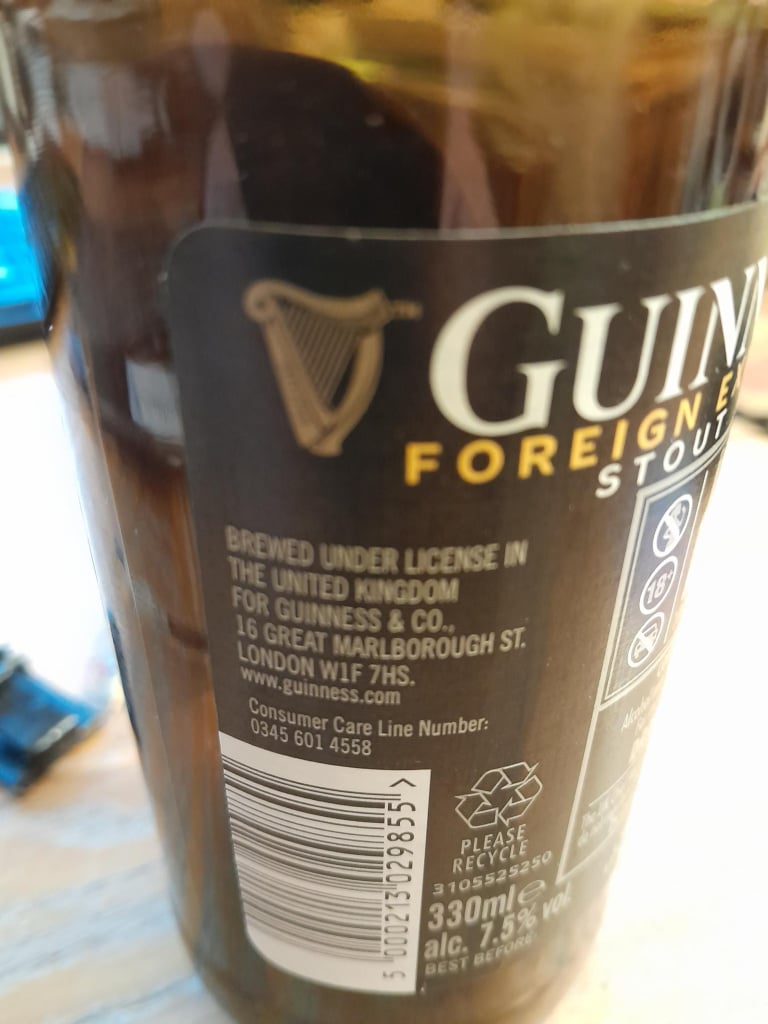 GUINN
FOREIGN E
STOUT
BREWED UNDER LICENSE IN
THE UNITED KINGDOM
FOR GUINNESS & CO.,
16 GREAT MARLBOROUGH ST.
LONDON W1F 7HS.
www.guinness.com
Consumer Care Line Number:
0345 601 4558
18+
5 000213 029855 >
PLEASE
RECYCLE
3105525250
330ml e
alc. 7.5% vol.
BEST BEFORE: